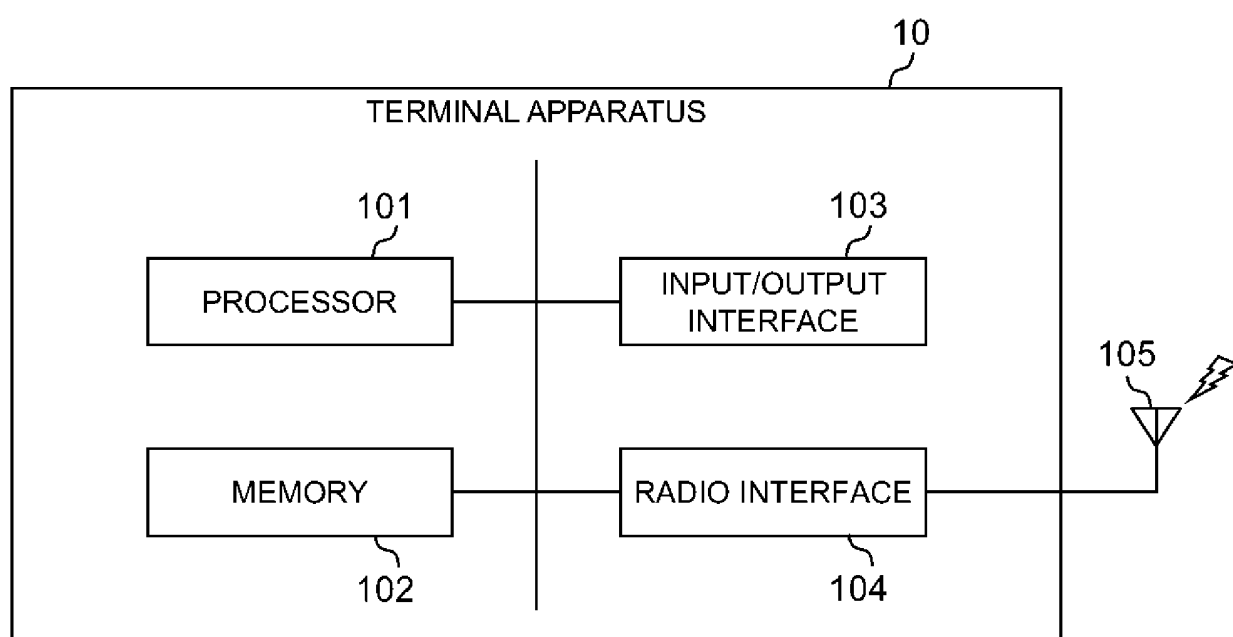 10
TERMINAL APPARATUS
101
103
PROCESSOR
INPUT/OUTPUT
INTERFACE
105
MEMORY
RADIO INTERFACE
102
104